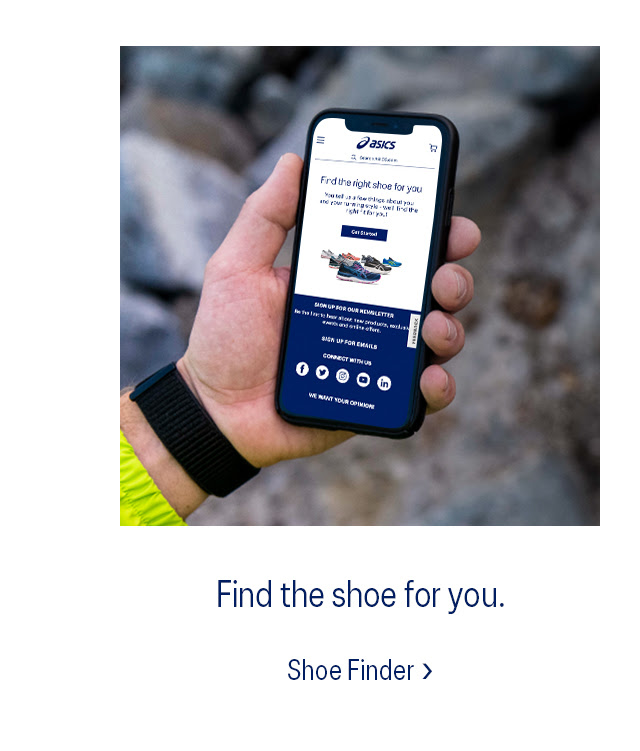 asics
Find the right shoe for you
You tell us a few things about you
and your running style - we'll find the
right fit for you!
Get Started
SIGN UP FOR OUR NEWSLETTER
Be the first to hear about new products, exclusive
events and online offers.
FEEDBACK
SIGN UP FOR EMAILS
CONNECT WITH US
WE WANT YOUR OPINION!
Find the shoe for you.
Shoe Finder ›